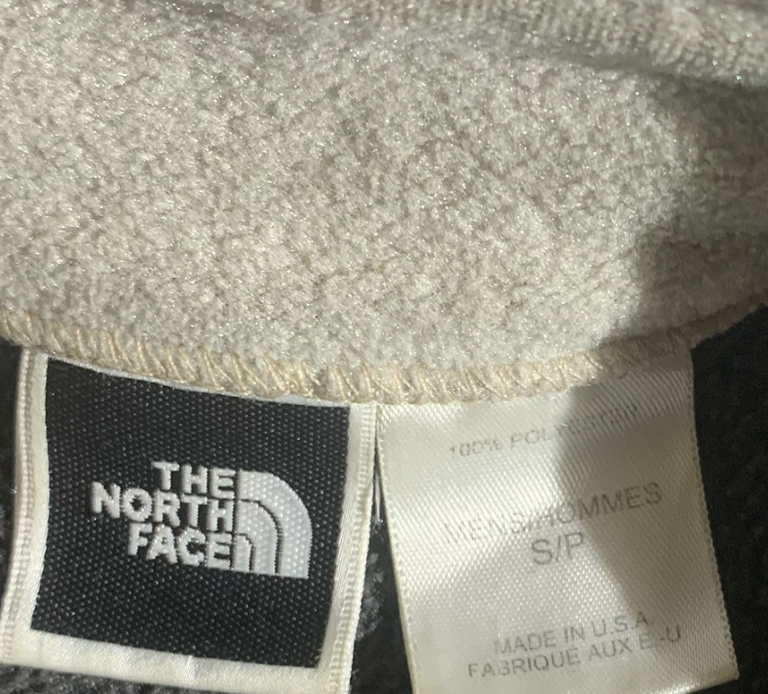 THE
NORTH
FACE
100% POLYESTER
MENS/HOMMES
S/P
MADE IN U.S.A
FABRIQUE AUX E-U